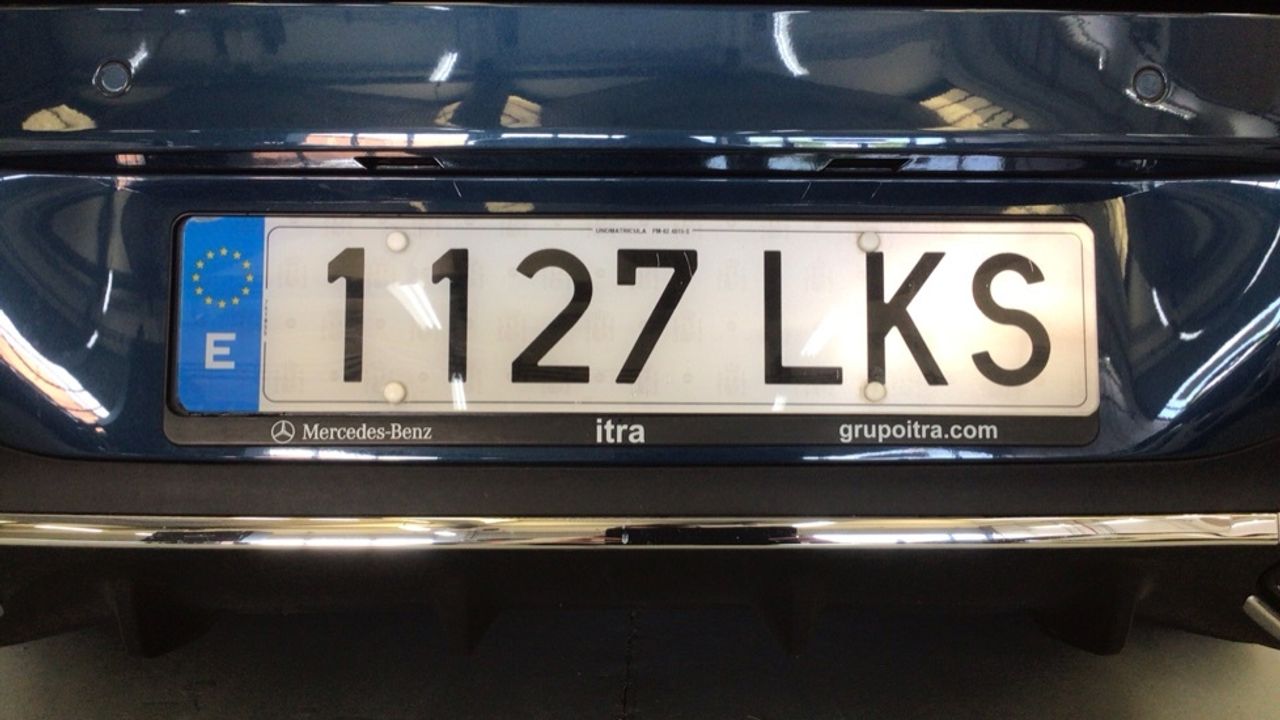 E
1127 LKS
Mercedes-Benz itra grupoitra.com